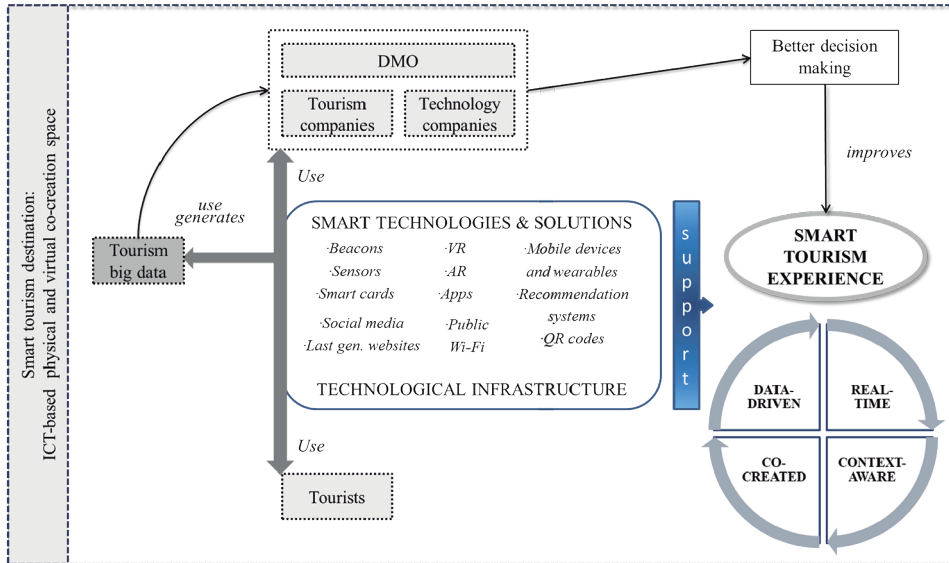 Smart tourism destination:
ICT-based physical and virtual co-creation space
DMO
Tourism
companies
Technology
companies
Better decision
making
improves
Use
use
generates
Tourism
big data
SMART TECHNOLOGIES & SOLUTIONS
·Beacons
·Sensors
·Smart cards
·Social media
·Last gen. websites
·VR
·AR
·Apps
·Public
Wi-Fi
·Mobile devices
and wearables
·Recommendation
systems
·QR codes
TECHNOLOGICAL INFRASTRUCTURE
support
SMART
TOURISM
EXPERIENCE
DATA-
DRIVEN
REAL-
TIME
CO-
CREATED
CONTEXT-
AWARE
Use
Tourists